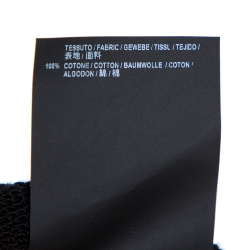 TESSUTO / FABRIC / GEWEBE / TISSU / TEJIDO /
表地 / 面料
100% COTONE / COTTON / BAUMWOLLE / COTON /
ALGODON / 綿 / 棉